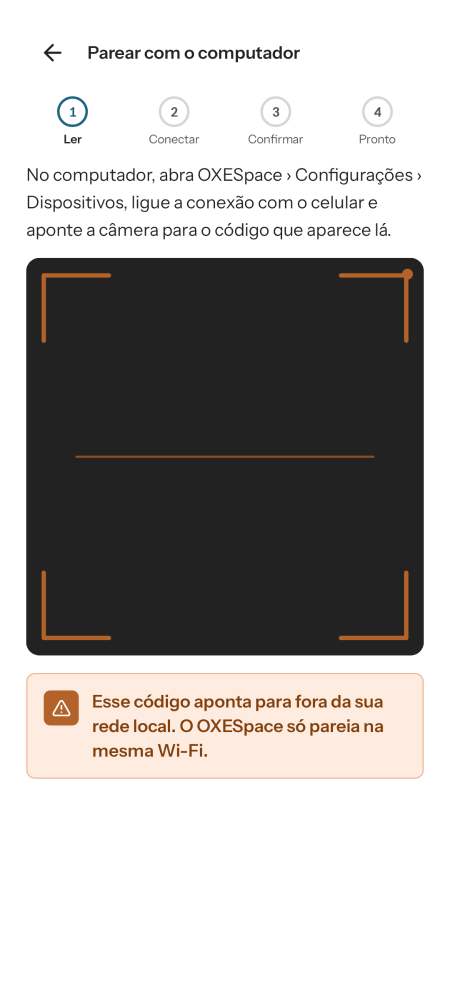 Parear com o computador
1 2 3 4
Ler Conectar Confirmar Pronto
No computador, abra OXESpace › Configurações ›
Dispositivos, ligue a conexão com o celular e
aponte a câmera para o código que aparece lá.
Esse código aponta para fora da sua
rede local. O OXESpace só pareia na
mesma Wi-Fi.